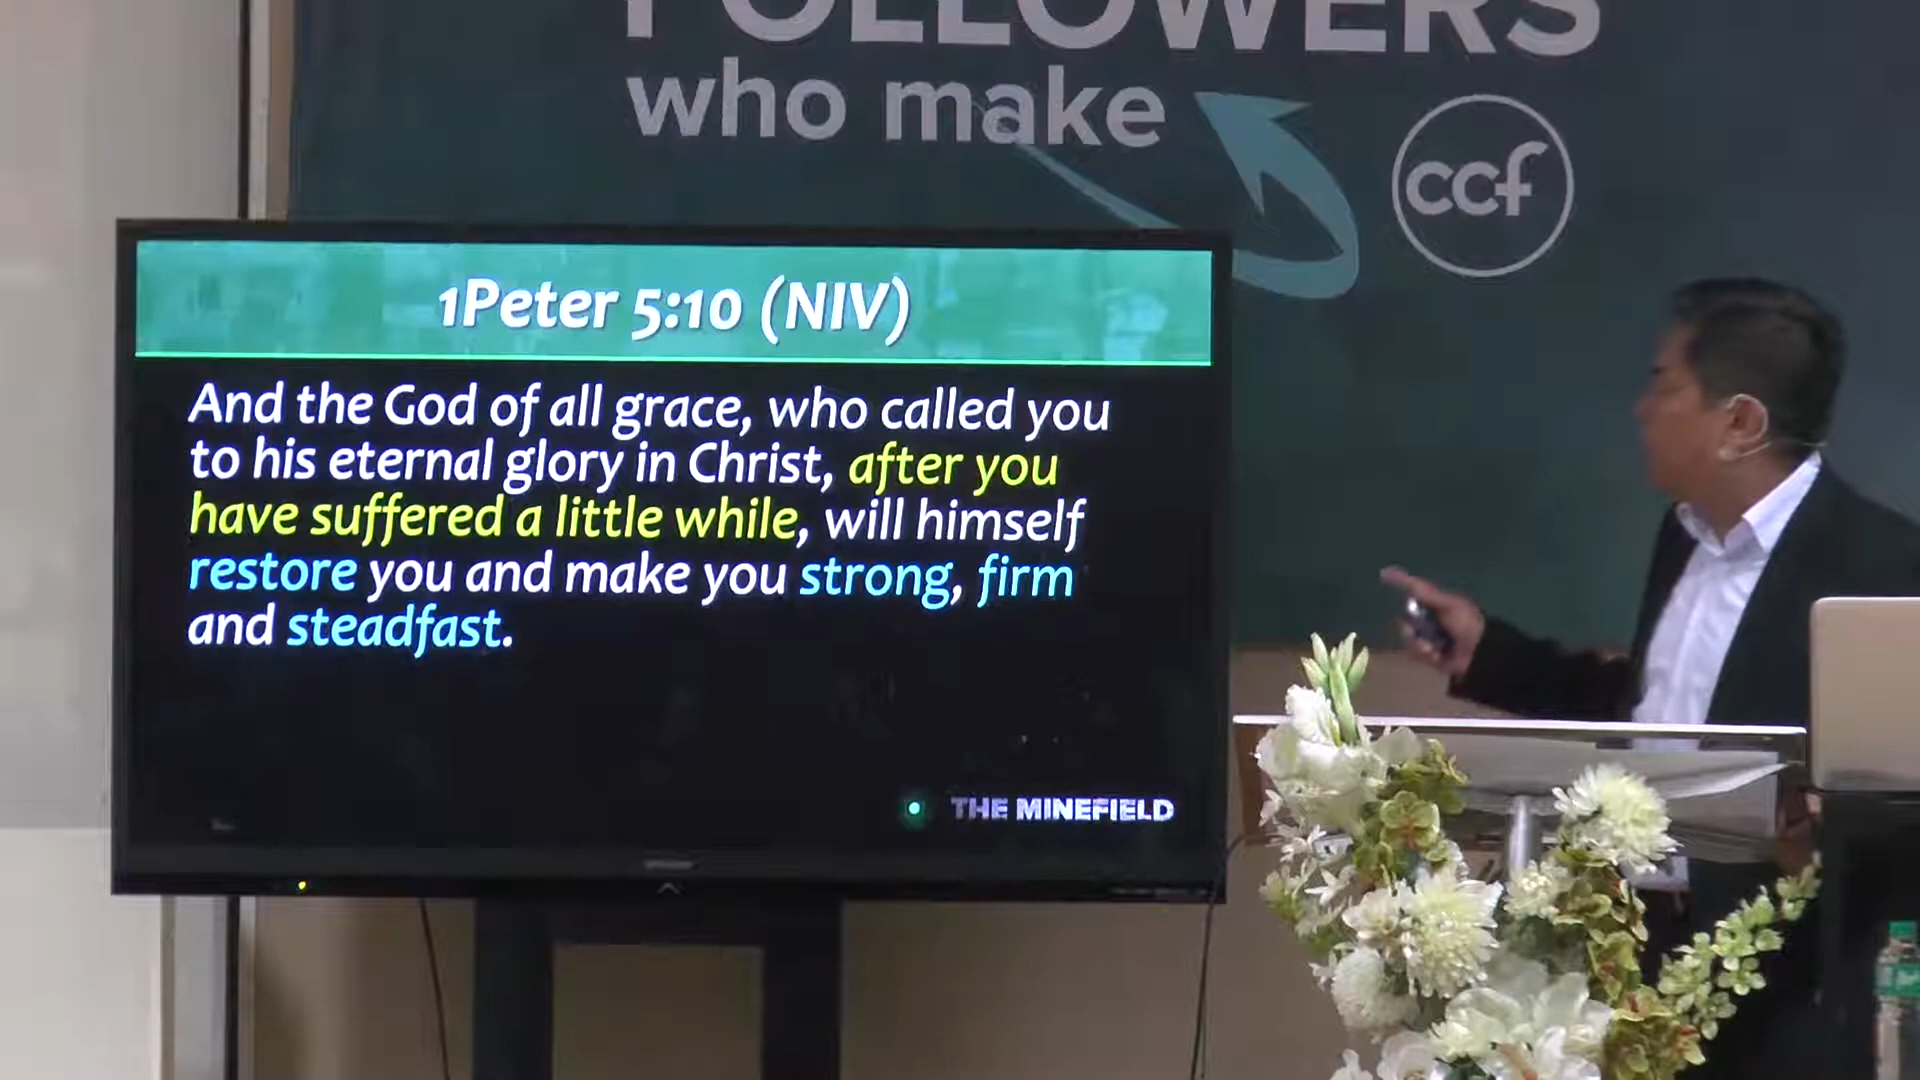 FOLLOWERS
who make
ccf
1Peter 5:10 (NIV)
And the God of all grace, who called you
to his eternal glory in Christ, after you
have suffered a little while, will himself
restore you and make you strong, firm
and steadfast.
THE MINEFIELD